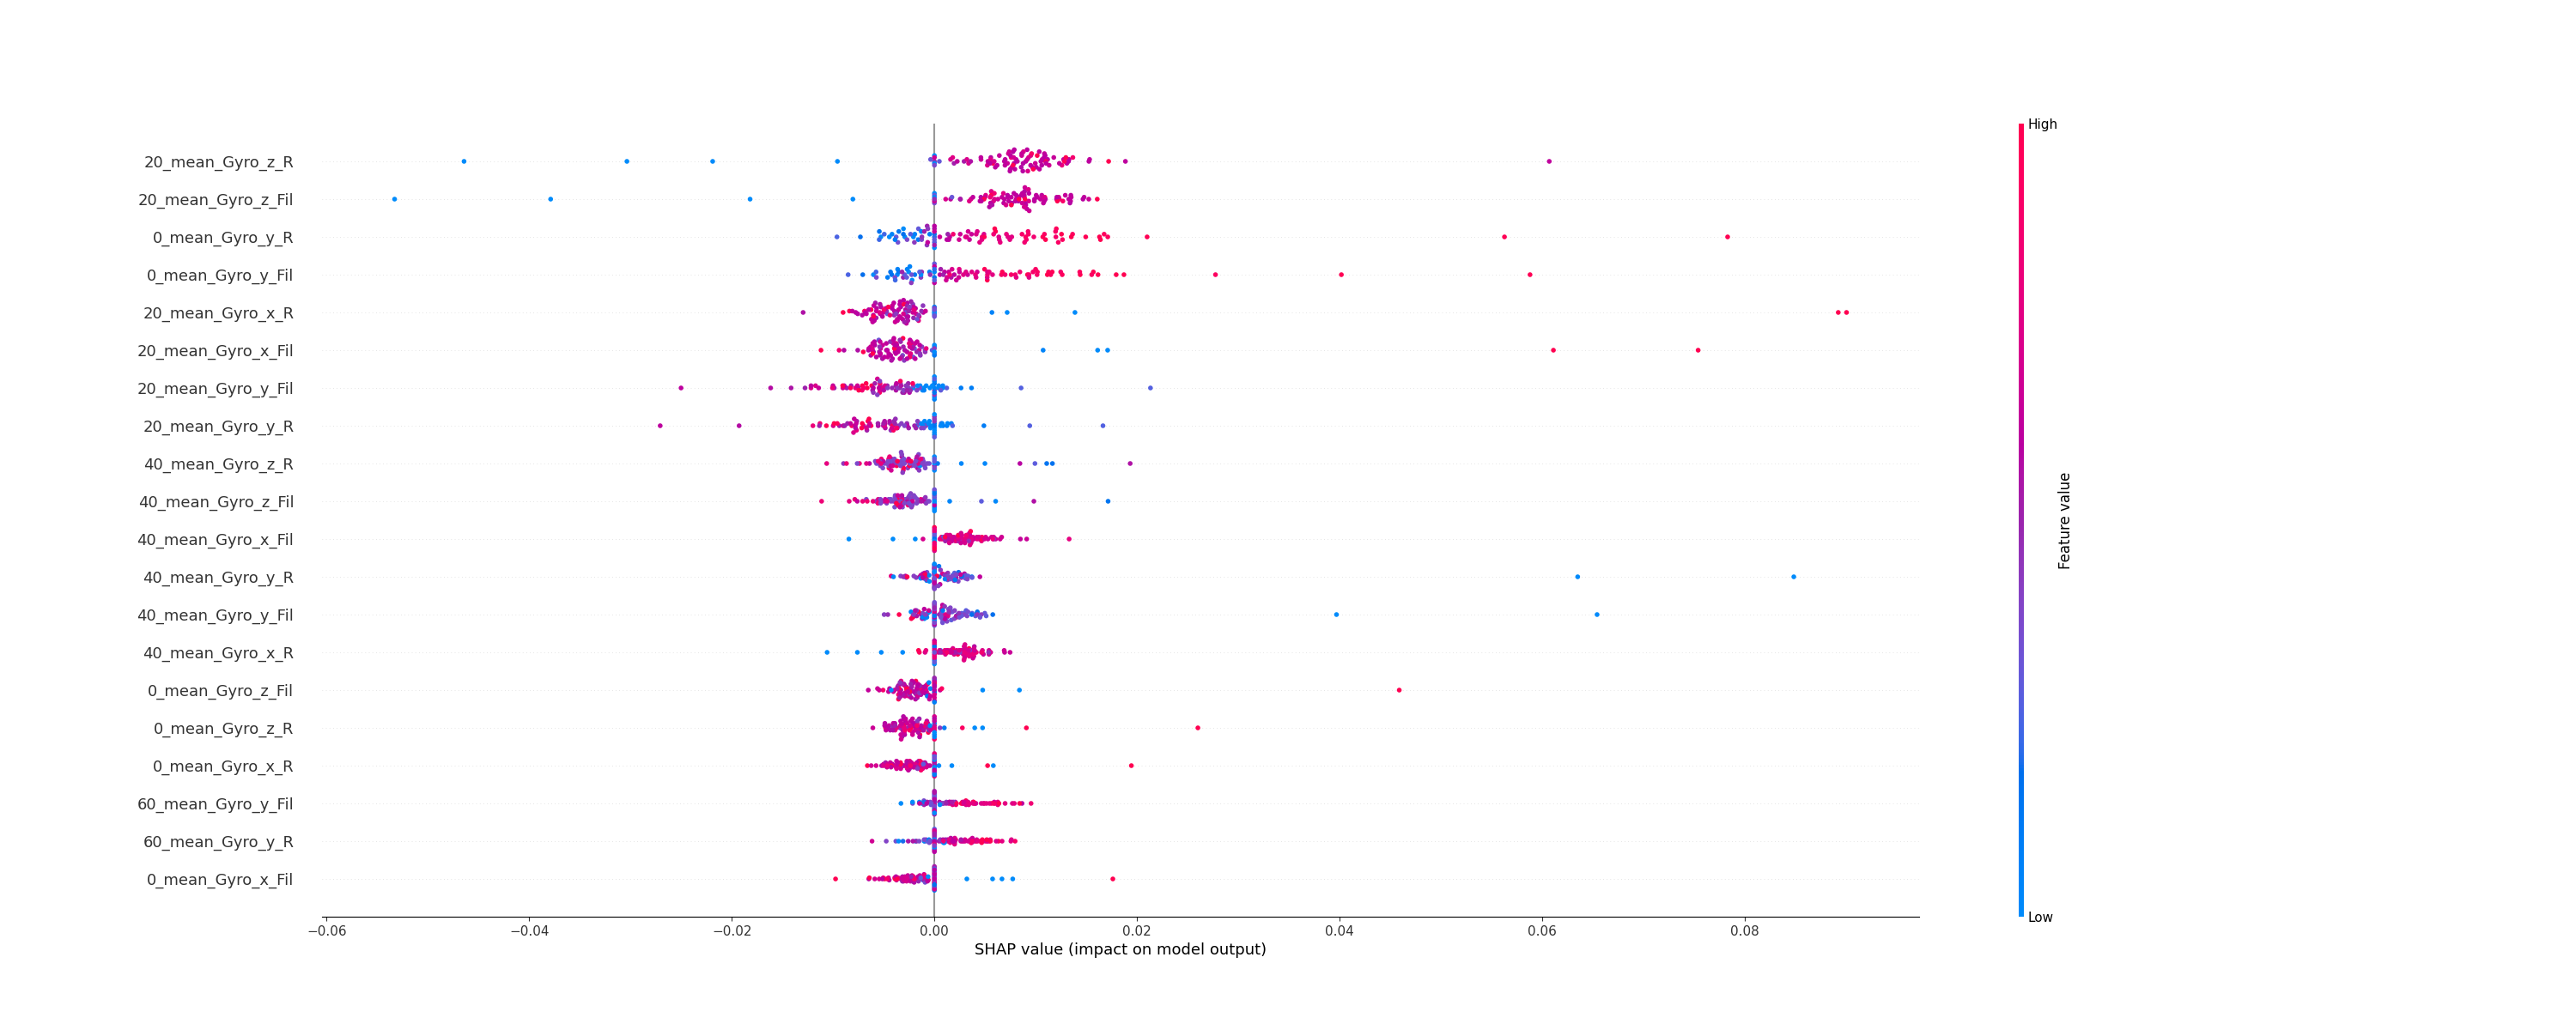 High
20_mean_Gyro_z_R
20_mean_Gyro_z_Fil
0_mean_Gyro_y_R
0_mean_Gyro_y_Fil
20_mean_Gyro_x_R
20_mean_Gyro_x_Fil
20_mean_Gyro_y_Fil
20_mean_Gyro_y_R
40_mean_Gyro_z_R
40_mean_Gyro_z_Fil
40_mean_Gyro_x_Fil
40_mean_Gyro_y_R
40_mean_Gyro_y_Fil
40_mean_Gyro_x_R
0_mean_Gyro_z_Fil
0_mean_Gyro_z_R
0_mean_Gyro_x_R
60_mean_Gyro_y_Fil
60_mean_Gyro_y_R
0_mean_Gyro_x_Fil
Feature value
Low
−0.06 −0.04 −0.02 0.00 0.02 0.04 0.06 0.08
SHAP value (impact on model output)